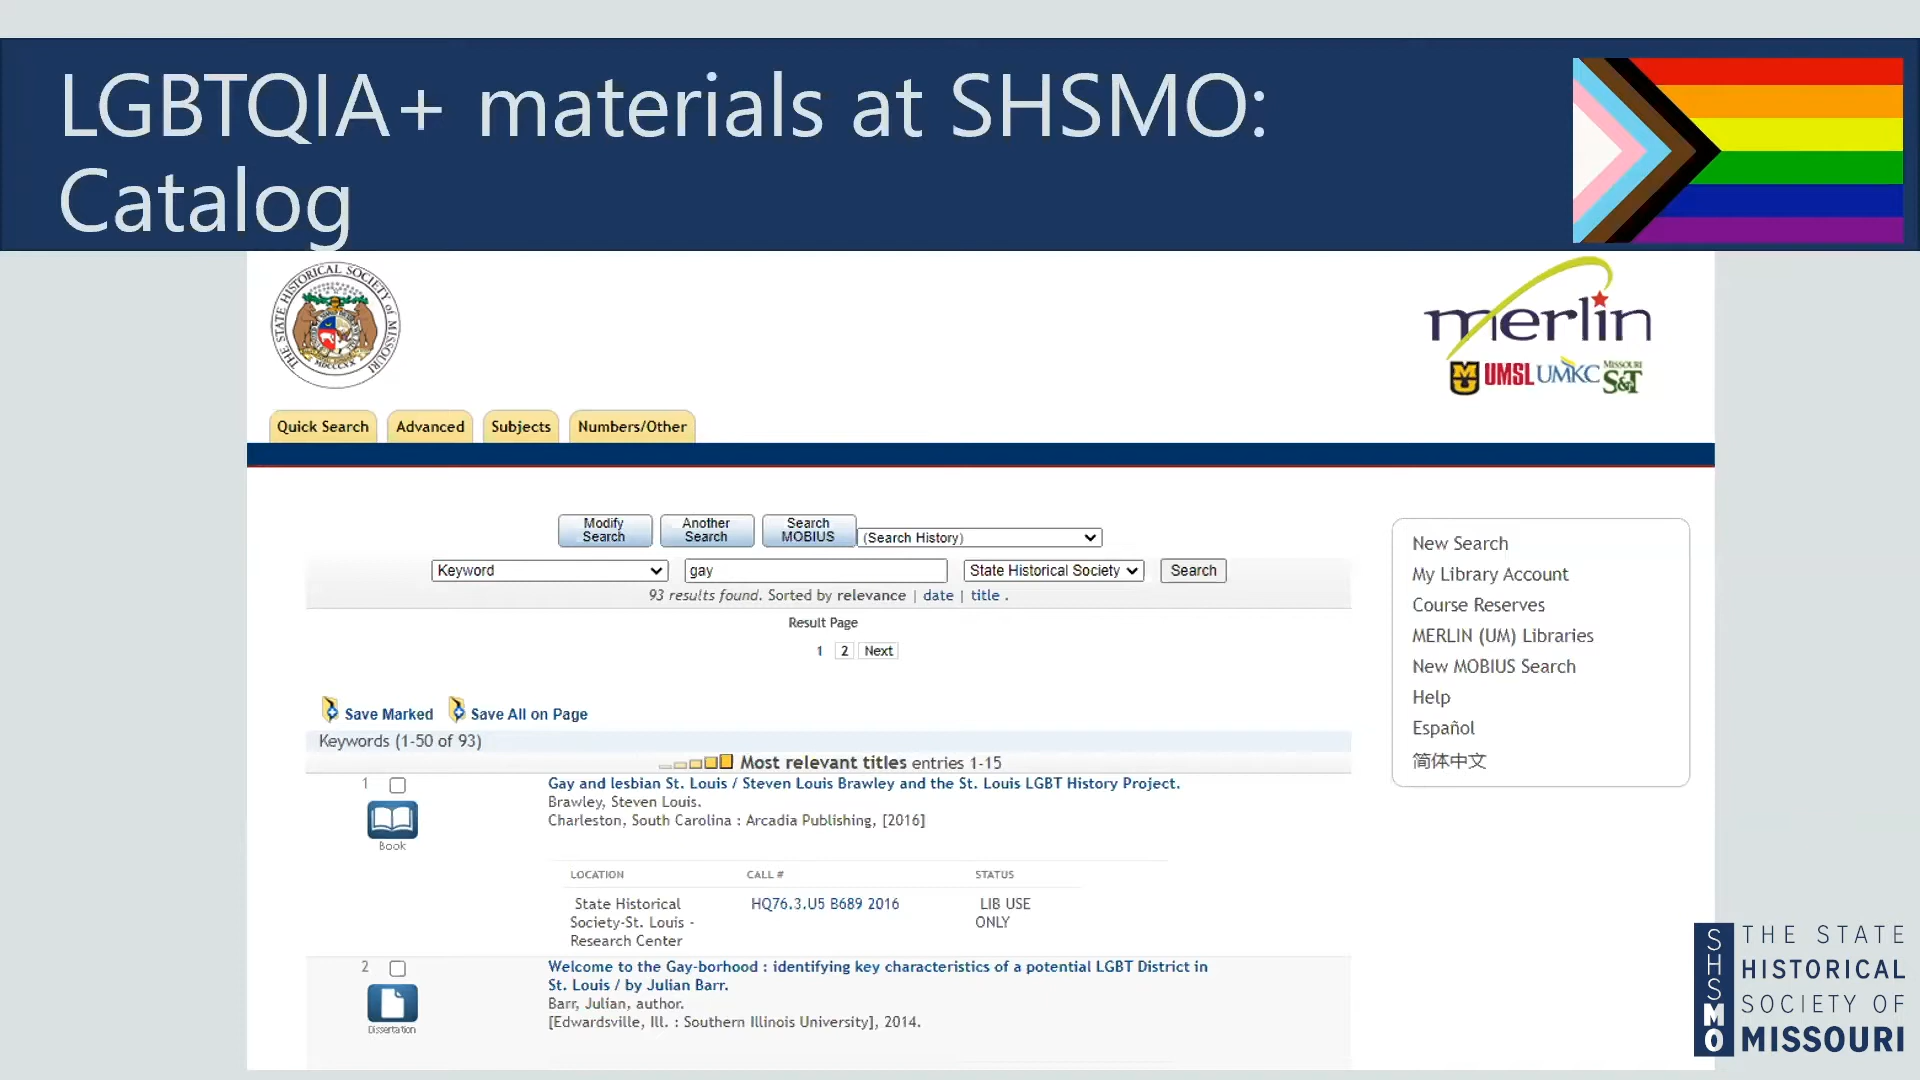 LGBTQIA+ materials at SHSMO:
Catalog
THE STATE HISTORICAL SOCIETY of MISSOURI
MDCCCXX
merlin
MU UMSL UMKC MISSOURI S&T
Quick Search Advanced Subjects Numbers/Other
Modify Search Another Search Search MOBIUS (Search History)
Keyword gay State Historical Society Search
93 results found. Sorted by relevance | date | title .
Result Page
1 2 Next
Save Marked Save All on Page
Keywords (1-50 of 93)
Most relevant titles entries 1-15
1
Gay and lesbian St. Louis / Steven Louis Brawley and the St. Louis LGBT History Project.
Brawley, Steven Louis.
Charleston, South Carolina : Arcadia Publishing, [2016]
Book
LOCATION CALL # STATUS
State Historical HQ76.3.U5 B689 2016 LIB USE
Society-St. Louis - ONLY
Research Center
2
Welcome to the Gay-borhood : identifying key characteristics of a potential LGBT District in
St. Louis / by Julian Barr.
Barr, Julian, author.
[Edwardsville, Ill. : Southern Illinois University], 2014.
Dissertation
New Search
My Library Account
Course Reserves
MERLIN (UM) Libraries
New MOBIUS Search
Help
Español
简体中文
SHSMO
THE STATE
HISTORICAL
SOCIETY OF
MISSOURI